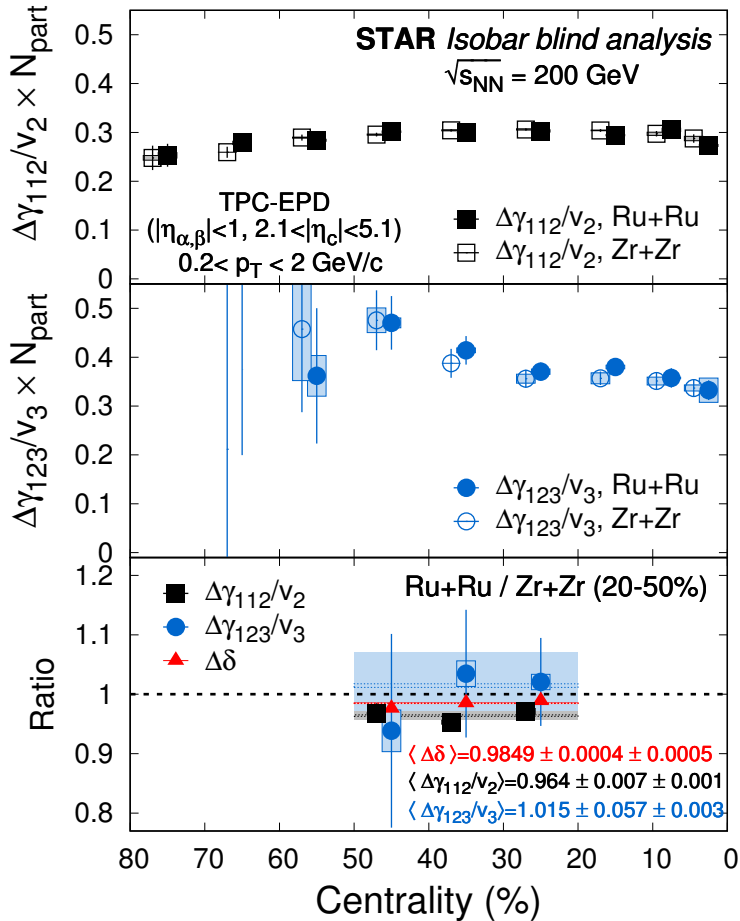 STAR Isobar blind analysis
√sNN = 200 GeV
Δγ112/v2 × Npart
0.5
0.4
0.3
0.2
0.1
0
TPC-EPD
(|ηα,β|<1, 2.1<|ηc|<5.1)
0.2< pT < 2 GeV/c
Δγ112/v2, Ru+Ru
Δγ112/v2, Zr+Zr
Δγ123/v3 × Npart
0.5
0.4
0.3
0.2
0.1
0
Δγ123/v3, Ru+Ru
Δγ123/v3, Zr+Zr
Ratio
1.2
1.1
1
0.9
0.8
Δγ112/v2
Δγ123/v3
Δδ
Ru+Ru / Zr+Zr (20-50%)
⟨ Δδ ⟩=0.9849 ± 0.0004 ± 0.0005
⟨ Δγ112/v2⟩=0.964 ± 0.007 ± 0.001
⟨ Δγ123/v3⟩=1.015 ± 0.057 ± 0.003
80 70 60 50 40 30 20 10 0
Centrality (%)